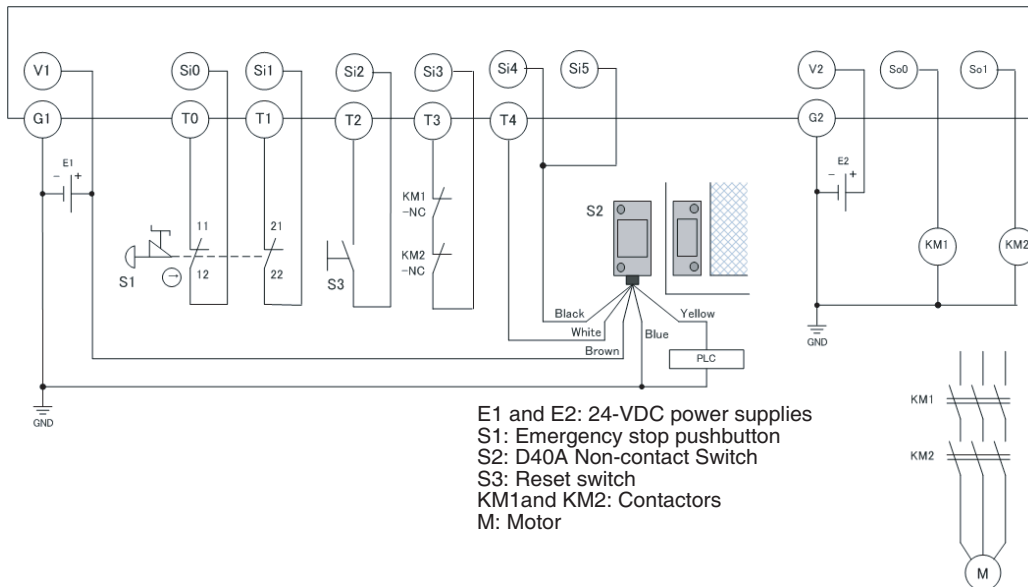 V1 Si0 Si1 Si2 Si3 Si4 Si5 V2 So0 So1
G1 T0 T1 T2 T3 T4 G2
E1
- +
E2
- +
KM1
-NC
S2
11 21
KM2
-NC
KM1 KM2
S1
12 22
S3
Black
White
Brown
Blue
Yellow
PLC
GND
GND
KM1
KM2
M
E1 and E2: 24-VDC power supplies
S1: Emergency stop pushbutton
S2: D40A Non-contact Switch
S3: Reset switch
KM1and KM2: Contactors
M: Motor